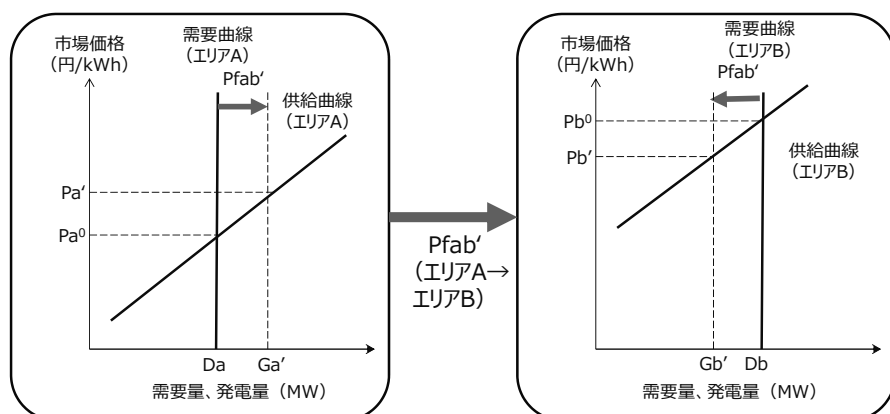 市場価格
(円/kWh)
需要曲線
(エリアA)
Pfab‘
供給曲線
(エリアA)
Pa‘
Pa⁰
Da
Ga’
需要量、発電量（MW）
Pfab‘
(エリアA→
エリアB)
市場価格
(円/kWh)
需要曲線
(エリアB)
Pfab‘
Pb⁰
Pb’
供給曲線
(エリアB)
Gb’
Db
需要量、発電量（MW）